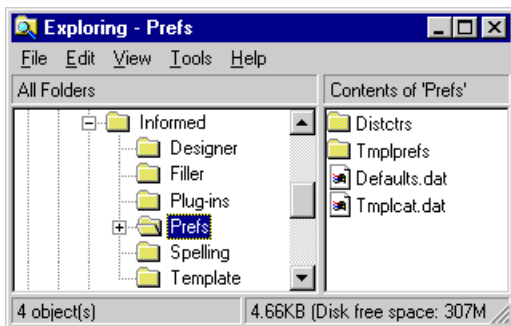 Exploring - Prefs
File Edit View Tools Help
All Folders
Contents of 'Prefs'
Informed
Designer
Filler
Plug-ins
Prefs
Spelling
Template
Distctrs
Tmplprefs
Defaults.dat
Tmplcat.dat
4 object(s)
4.66KB (Disk free space: 307M